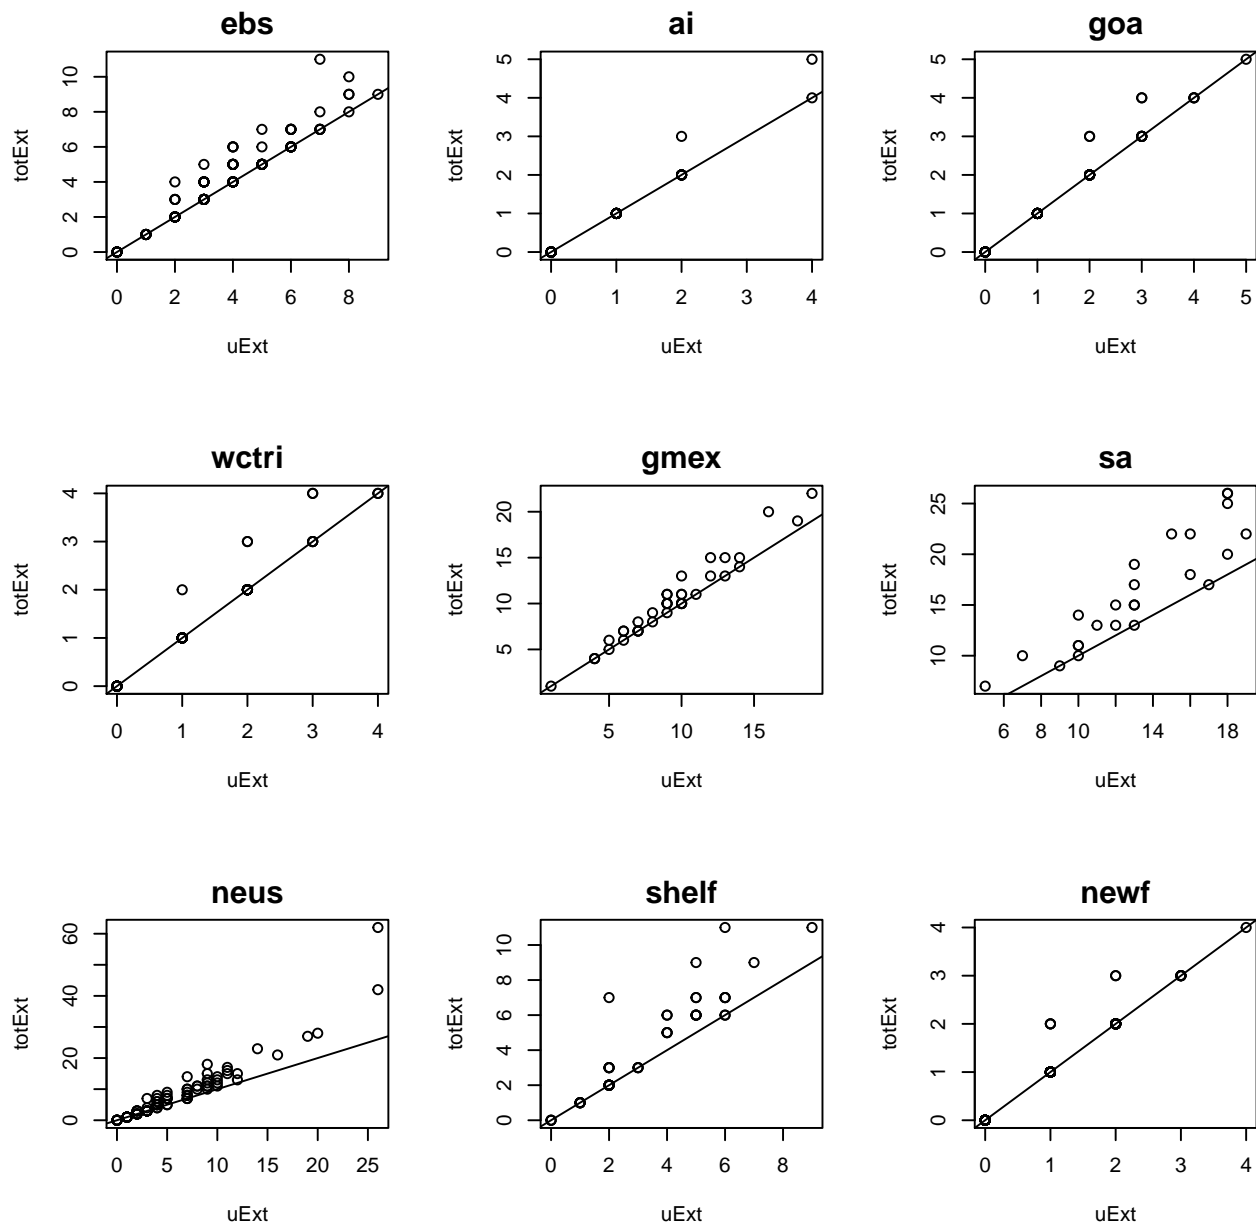 ebs
totExt
0 2 4 6 8 10
0 2 4 6 8
uExt
ai
totExt
0 1 2 3 4 5
0 1 2 3 4
uExt
goa
totExt
0 1 2 3 4 5
0 1 2 3 4 5
uExt
wctri
totExt
0 1 2 3 4
0 1 2 3 4
uExt
gmex
totExt
5 10 15 20
5 10 15
uExt
sa
totExt
10 15 20 25
6 8 10 14 18
uExt
neus
totExt
0 20 40 60
0 5 10 15 20 25
uExt
shelf
totExt
0 2 4 6 8 10
0 2 4 6 8
uExt
newf
totExt
0 1 2 3 4
0 1 2 3 4
uExt